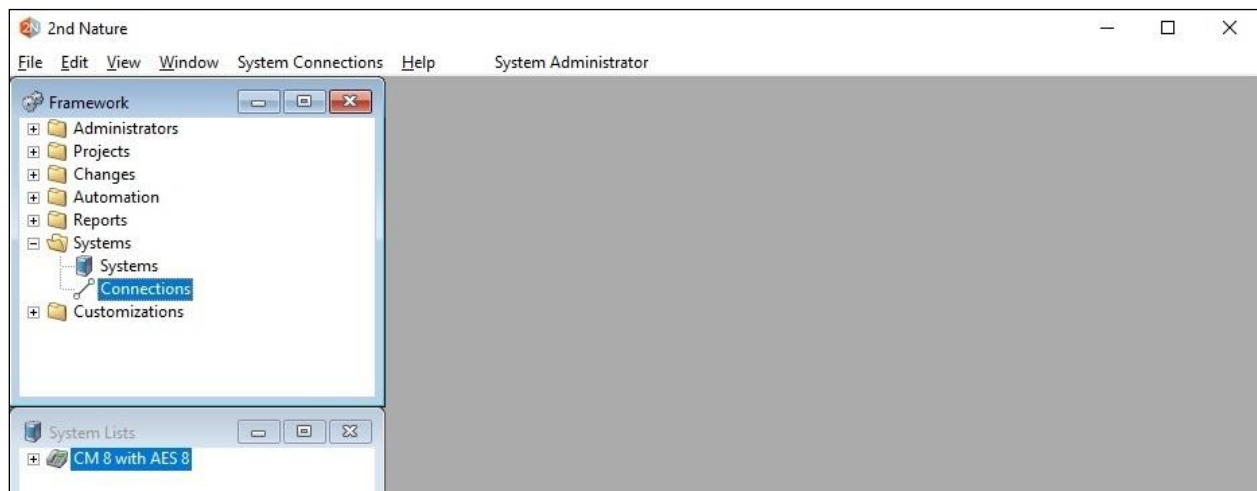 2N 2nd Nature
File Edit View Window System Connections Help System Administrator
Framework
Administrators
Projects
Changes
Automation
Reports
Systems
Systems
Connections
Customizations
System Lists
CM 8 with AES 8